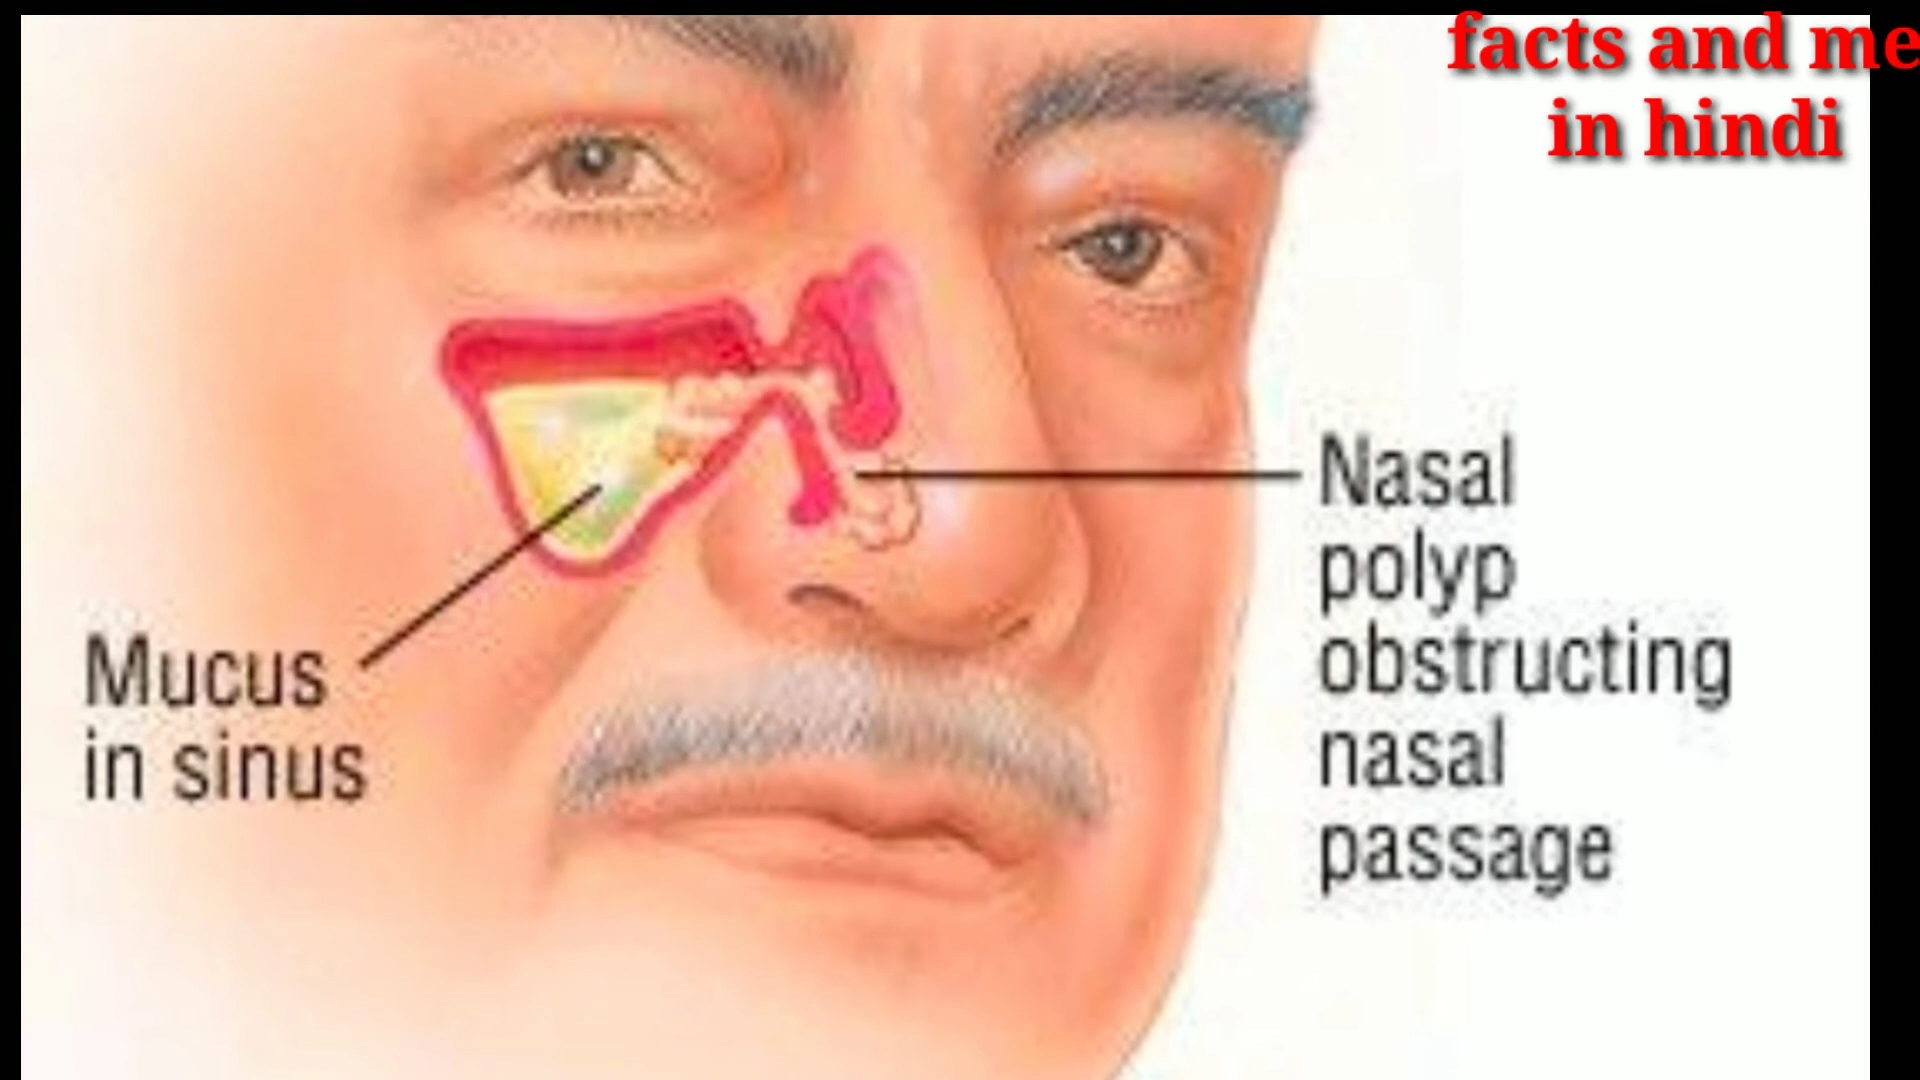 facts and me
in hindi
Mucus
in sinus
Nasal
polyp
obstructing
nasal
passage